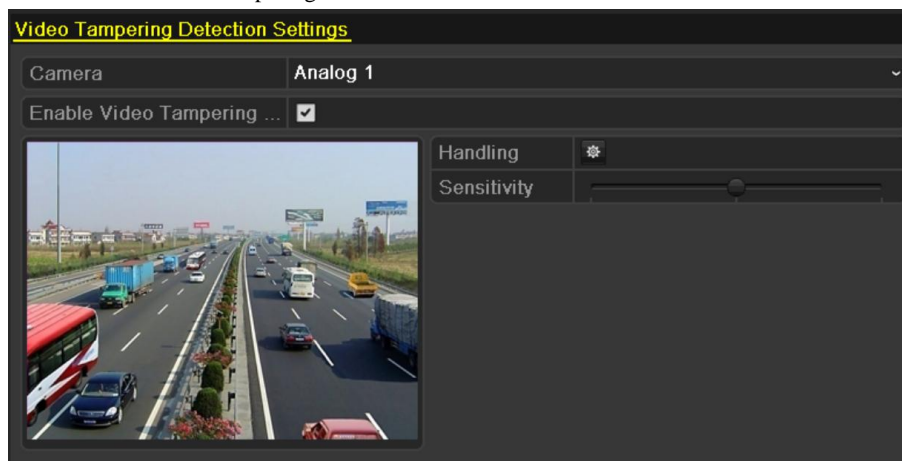 Video Tampering Detection Settings
Camera
Analog 1
Enable Video Tampering ...
Handling
Sensitivity